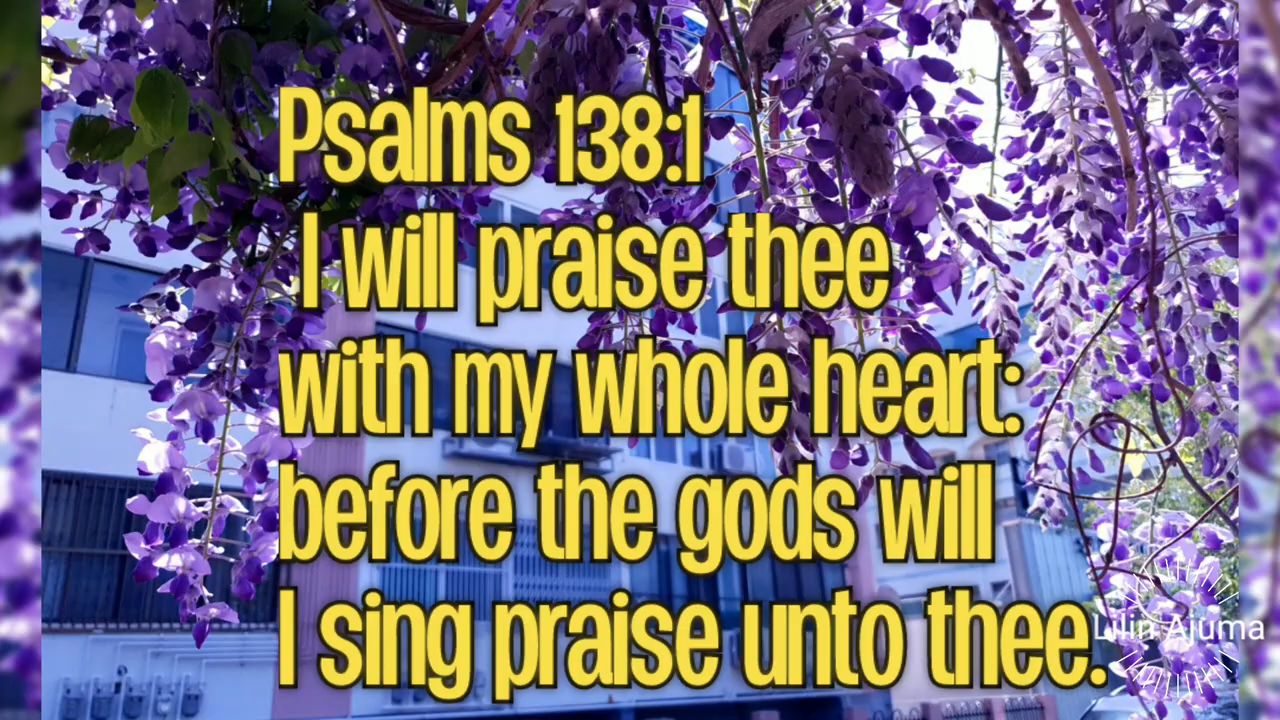 Psalms 138:1
I will praise thee
with my whole heart:
before the gods will
I sing praise unto thee.
Lilin Ajuma